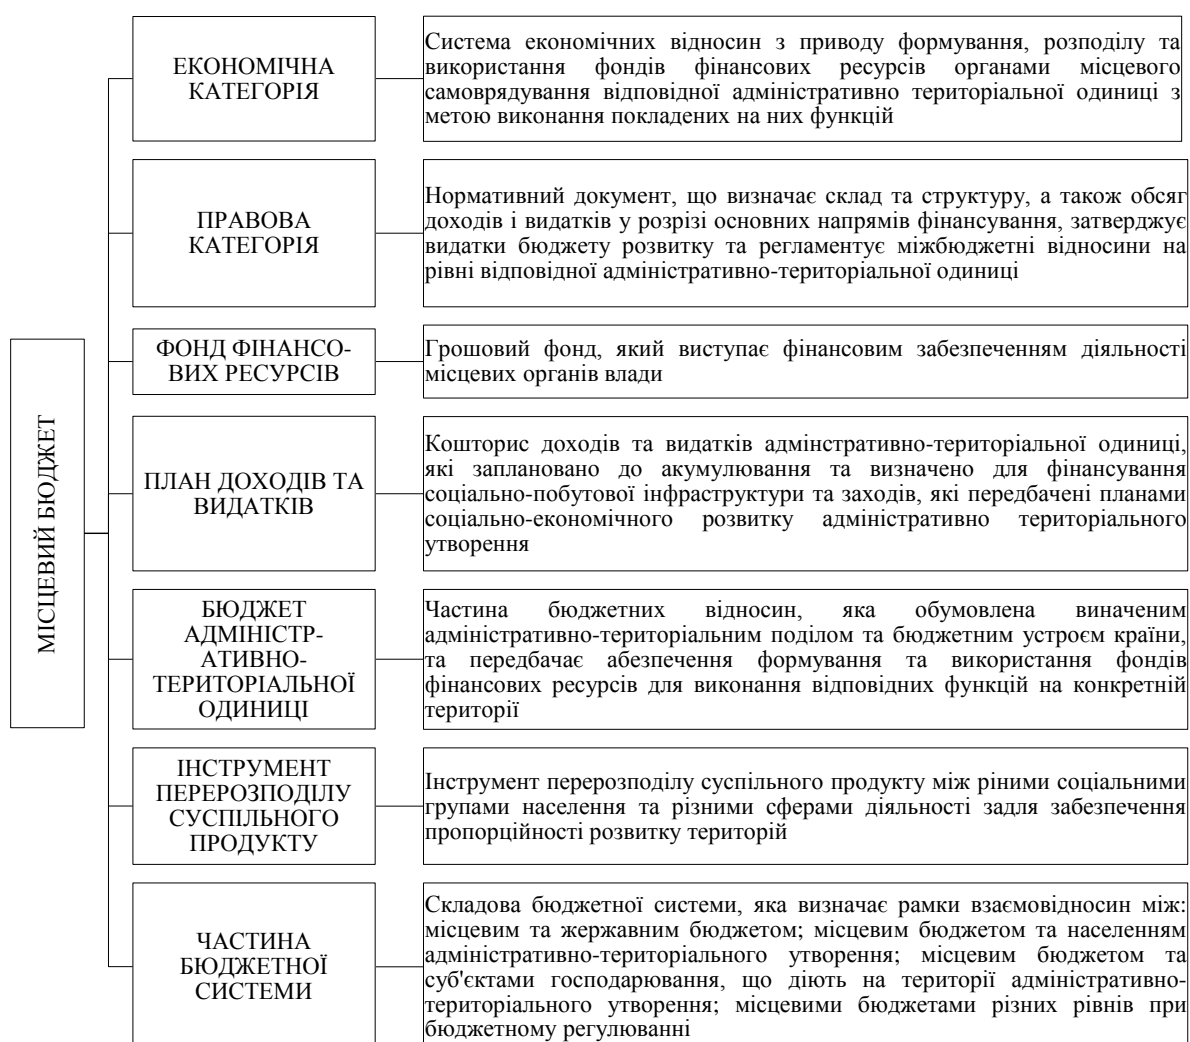 МІСЦЕВИЙ БЮДЖЕТ
ЕКОНОМІЧНА
КАТЕГОРІЯ
Система економічних відносин з приводу формування, розподілу та
використання фондів фінансових ресурсів органами місцевого
самоврядування відповідної адміністративно територіальної одиниці з
метою виконання покладених на них функцій
ПРАВОВА
КАТЕГОРІЯ
Нормативний документ, що визначає склад та структуру, а також обсяг
доходів і видатків у розрізі основних напрямів фінансування, затверджує
видатки бюджету розвитку та регламентує міжбюджетні відносини на
рівні відповідної адміністративно-територіальної одиниці
ФОНД ФІНАНСО-
ВИХ РЕСУРСІВ
Грошовий фонд, який виступає фінансовим забезпеченням діяльності
місцевих органів влади
ПЛАН ДОХОДІВ ТА
ВИДАТКІВ
Кошторис доходів та видатків адмінстративно-територіальної одиниці,
які заплановано до акумулювання та визначено для фінансування
соціально-побутової інфраструктури та заходів, які передбачені планами
соціально-економічного розвитку адміністративно територіального
утворення
БЮДЖЕТ
АДМІНІСТР-
АТИВНО-
ТЕРИТОРІАЛЬНОЇ
ОДИНИЦІ
Частина бюджетних відносин, яка обумовлена виначеним
адміністративно-територіальним поділом та бюджетним устроєм країни,
та передбачає абезпечення формування та використання фондів
фінансових ресурсів для виконання відповідних функцій на конкретній
території
ІНСТРУМЕНТ
ПЕРЕРОЗПОДІЛУ
СУСПІЛЬНОГО
ПРОДУКТУ
Інструмент перерозподілу суспільного продукту між ріними соціальними
групами населення та різними сферами діяльності задля забезпечення
пропорційності розвитку територій
ЧАСТИНА
БЮДЖЕТНОЇ
СИСТЕМИ
Складова бюджетної системи, яка визначає рамки взаємовідносин між:
місцевим та жержавним бюджетом; місцевим бюджетом та населенням
адміністративно-територіального утворення; місцевим бюджетом та
суб'єктами господарювання, що діють на території адміністративно-
територіального утворення; місцевими бюджетами різних рівнів при
бюджетному регулюванні